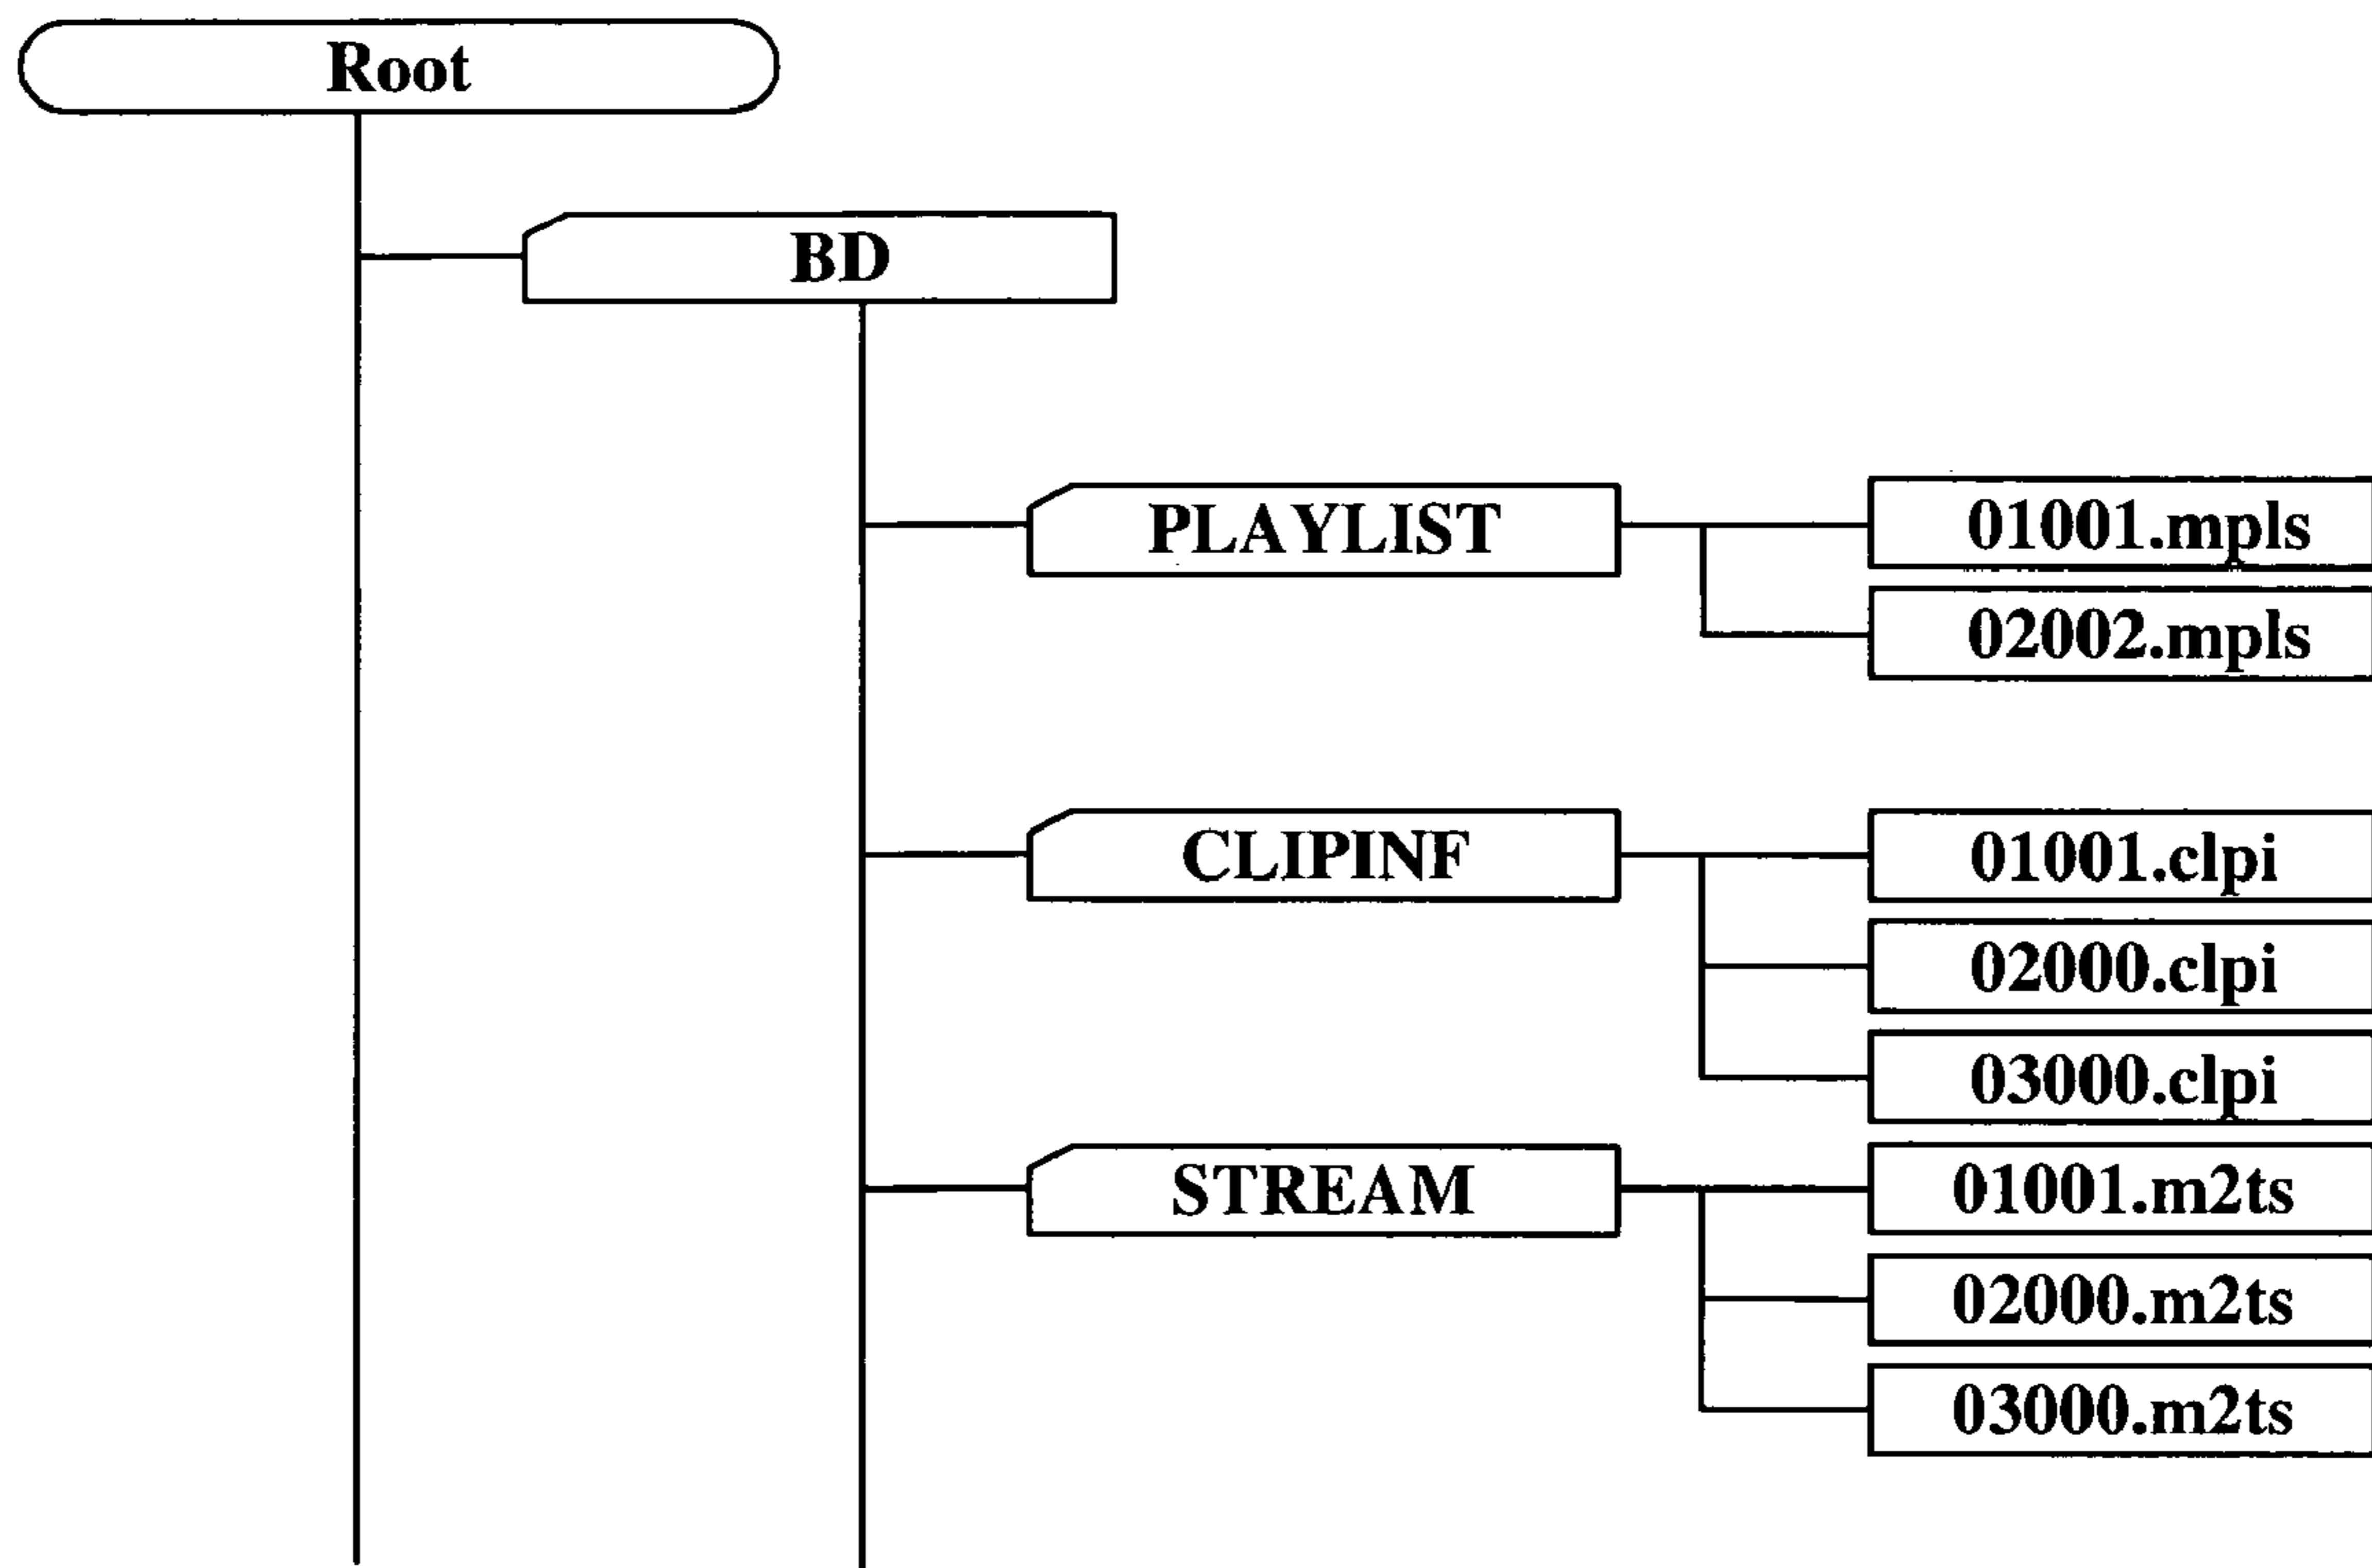 Root
BD
PLAYLIST
01001.mpls
02002.mpls
CLIPINF
01001.clpi
02000.clpi
03000.clpi
STREAM
01001.m2ts
02000.m2ts
03000.m2ts